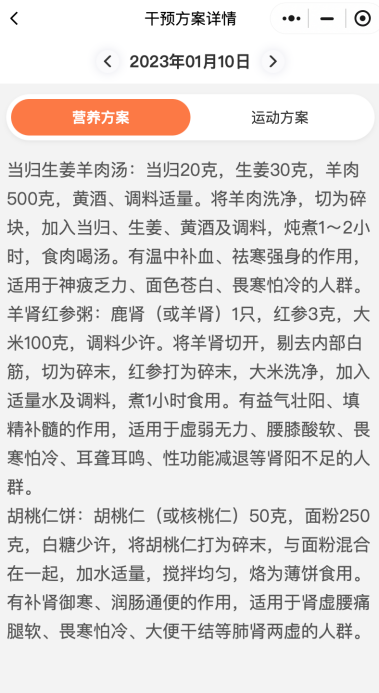 干预方案详情
2023年01月10日
营养方案 运动方案
当归生姜羊肉汤：当归20克，生姜30克，羊肉
500克，黄酒、调料适量。将羊肉洗净，切为碎
块，加入当归、生姜、黄酒及调料，炖煮1～2小
时，食肉喝汤。有温中补血、祛寒强身的作用，
适用于神疲乏力、面色苍白、畏寒怕冷的人群。
羊肾红参粥：鹿肾（或羊肾）1只，红参3克，大
米100克，调料少许。将羊肾切开，剔去内部白
筋，切为碎末，红参打为碎末，大米洗净，加入
适量水及调料，煮1小时食用。有益气壮阳、填
精补髓的作用，适用于虚弱无力、腰膝酸软、畏
寒怕冷、耳聋耳鸣、性功能减退等肾阳不足的人
群。
胡桃仁饼：胡桃仁（或核桃仁）50克，面粉250
克，白糖少许，将胡桃仁打为碎末，与面粉混合
在一起，加水适量，搅拌均匀，烙为薄饼食用。
有补肾御寒、润肠通便的作用，适用于肾虚腰痛
腿软、畏寒怕冷、大便干结等肺肾两虚的人群。